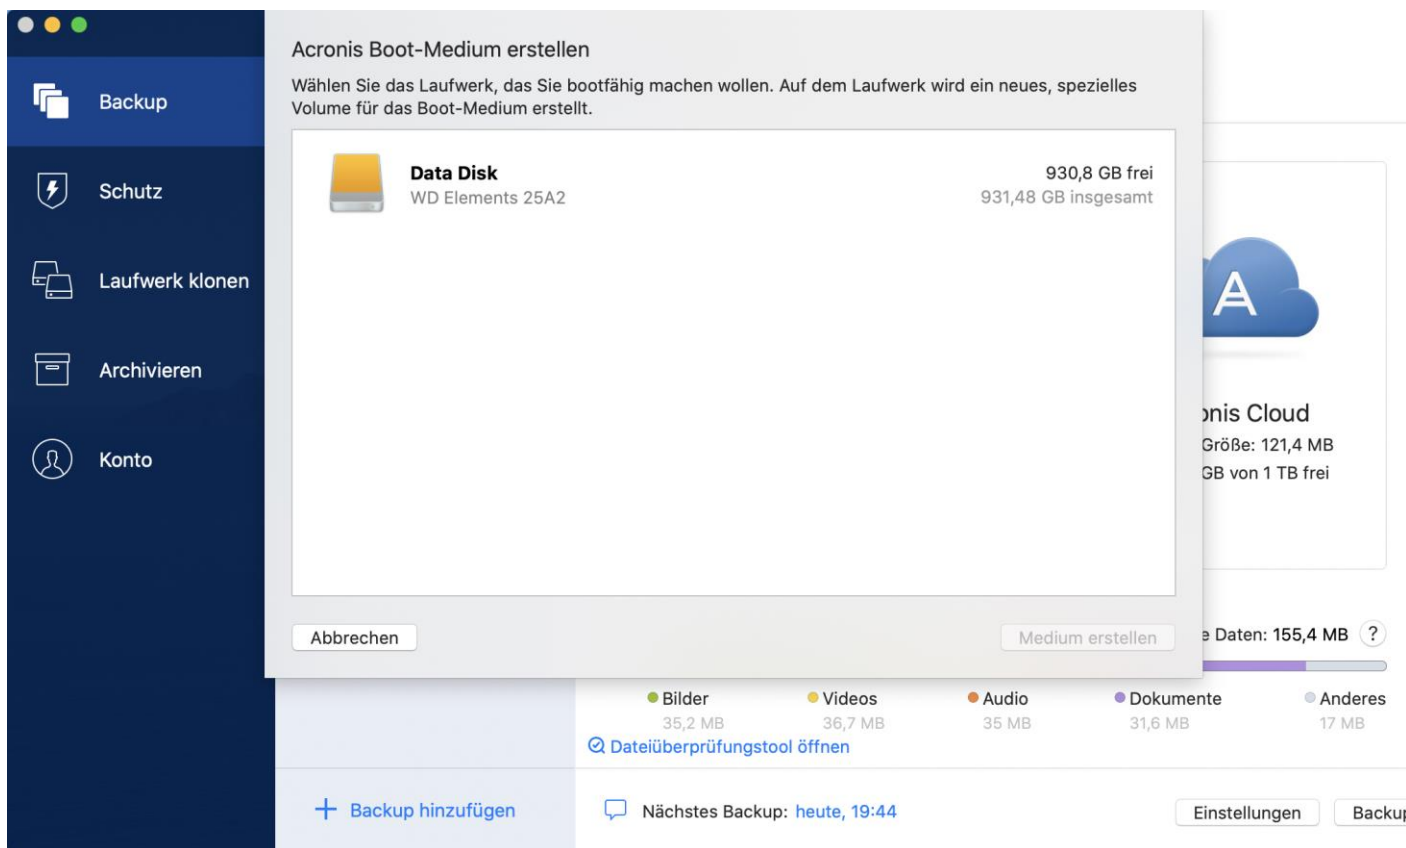 Acronis Boot-Medium erstellen
Wählen Sie das Laufwerk, das Sie bootfähig machen wollen. Auf dem Laufwerk wird ein neues, spezielles
Volume für das Boot-Medium erstellt.
Backup
Schutz
Laufwerk klonen
Archivieren
Konto
Data Disk
930,8 GB frei
WD Elements 25A2
931,48 GB insgesamt
Abbrechen
Medium erstellen
A
onis Cloud
Größe: 121,4 MB
GB von 1 TB frei
e Daten: 155,4 MB ?
Bilder
Videos
Audio
Dokumente
Anderes
35,2 MB
36,7 MB
35 MB
31,6 MB
17 MB
Dateiüberprüfungstool öffnen
+ Backup hinzufügen
Nächstes Backup: heute, 19:44
Einstellungen
Backup